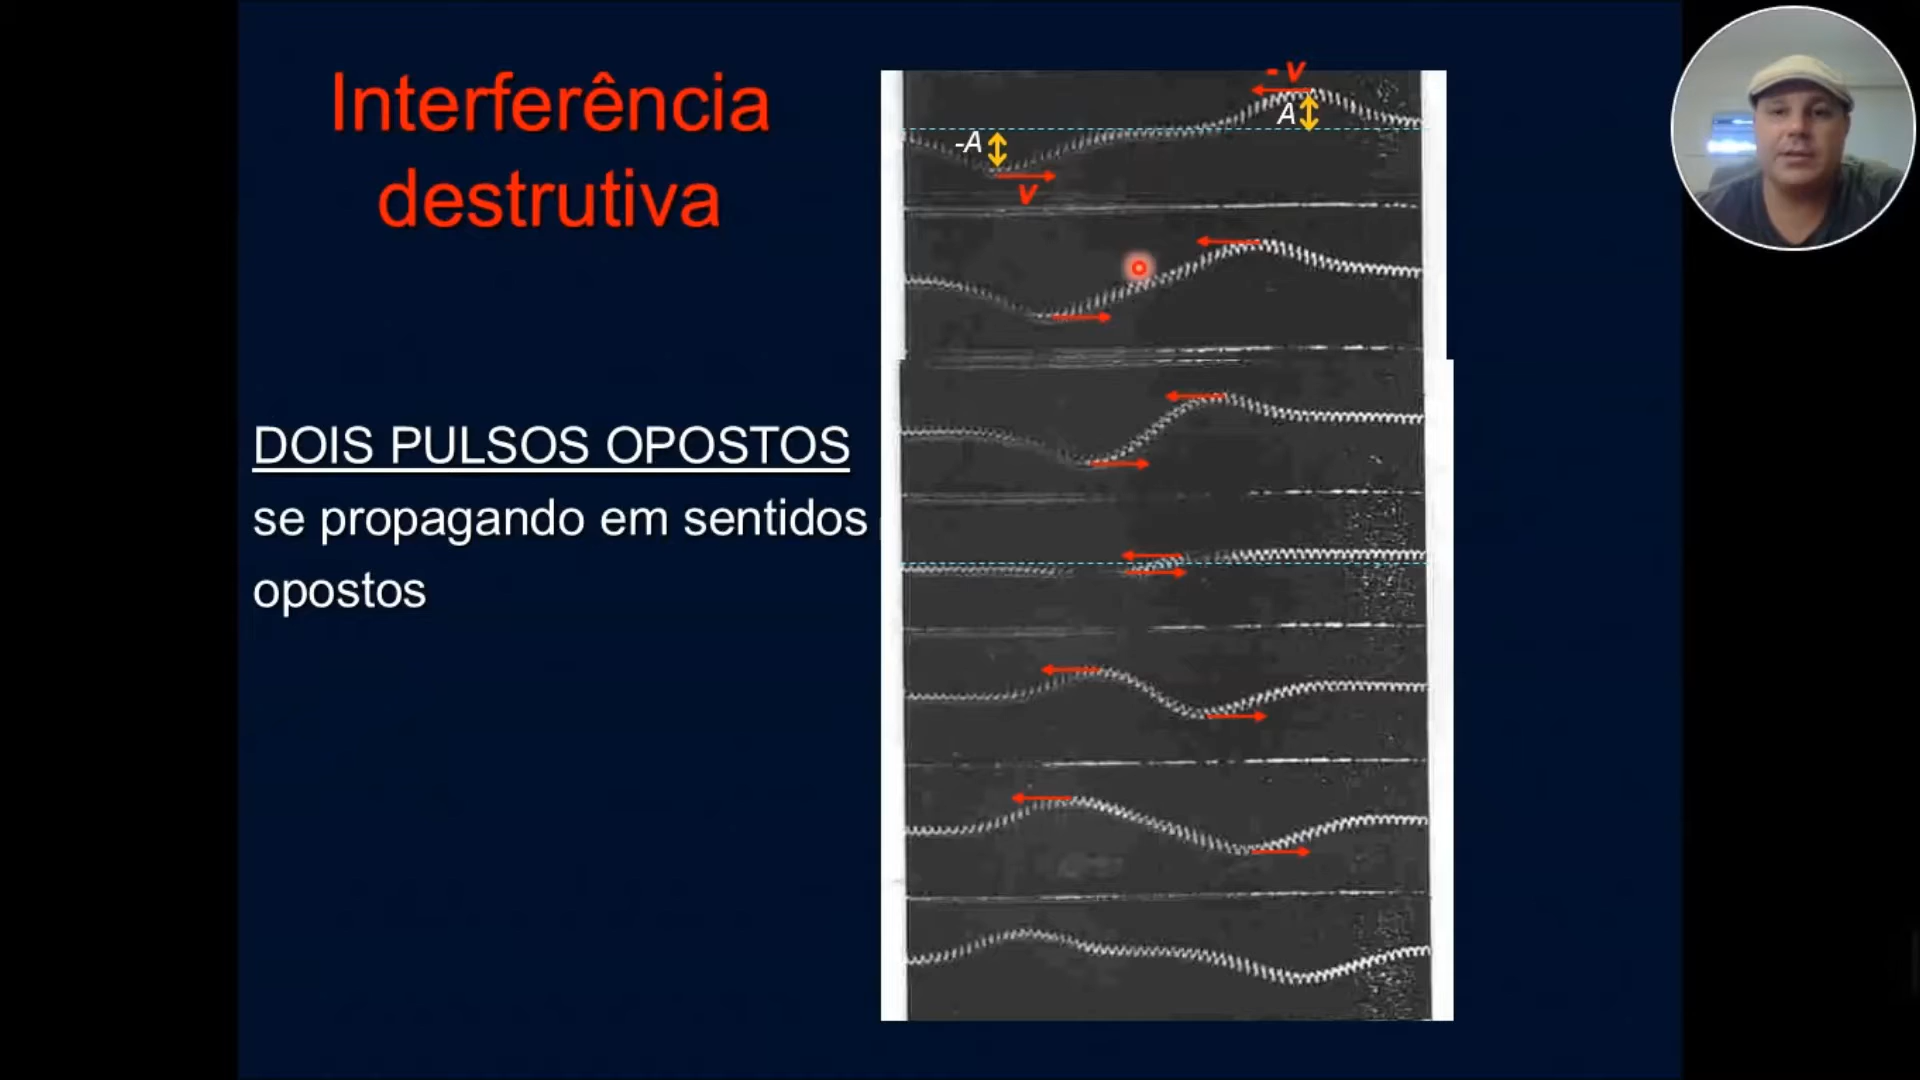 Interferência
destrutiva
DOIS PULSOS OPOSTOS
se propagando em sentidos
opostos
- v
A
-A
v